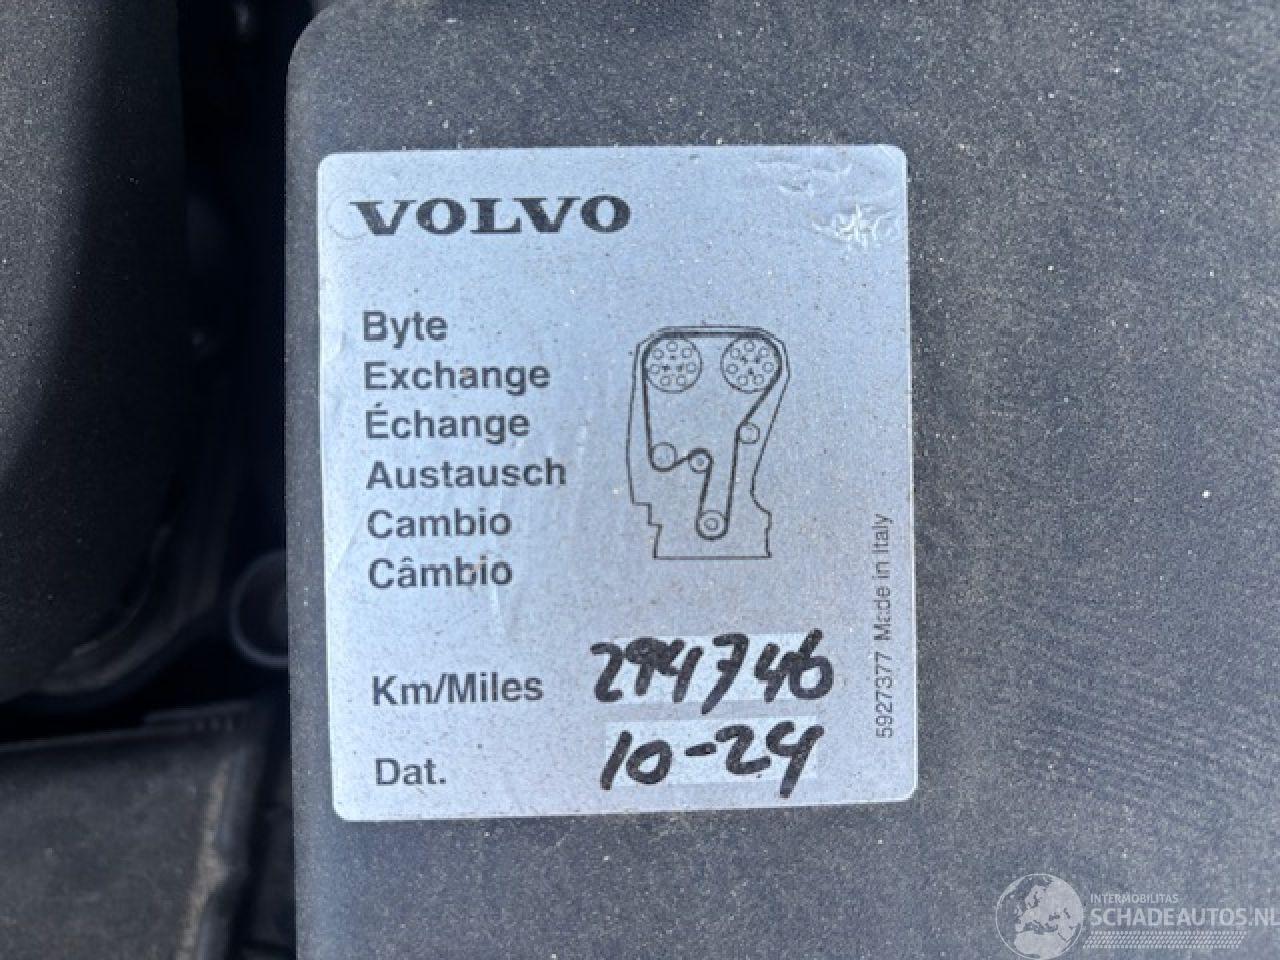 VOLVO
Byte
Exchange
Échange
Austausch
Cambio
Câmbio
Km/Miles 294746
Dat. 10-24
5927377 Made in Italy
INTERMOBILITAS
SCHADEAUTOS.NL